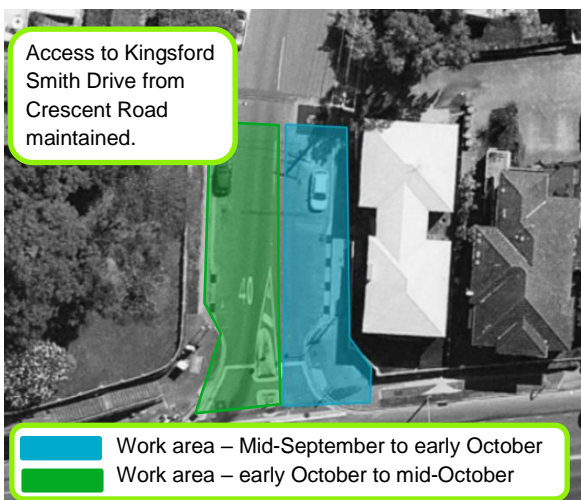 Access to Kingsford
Smith Drive from
Crescent Road
maintained.
40
Work area – Mid-September to early October
Work area – early October to mid-October